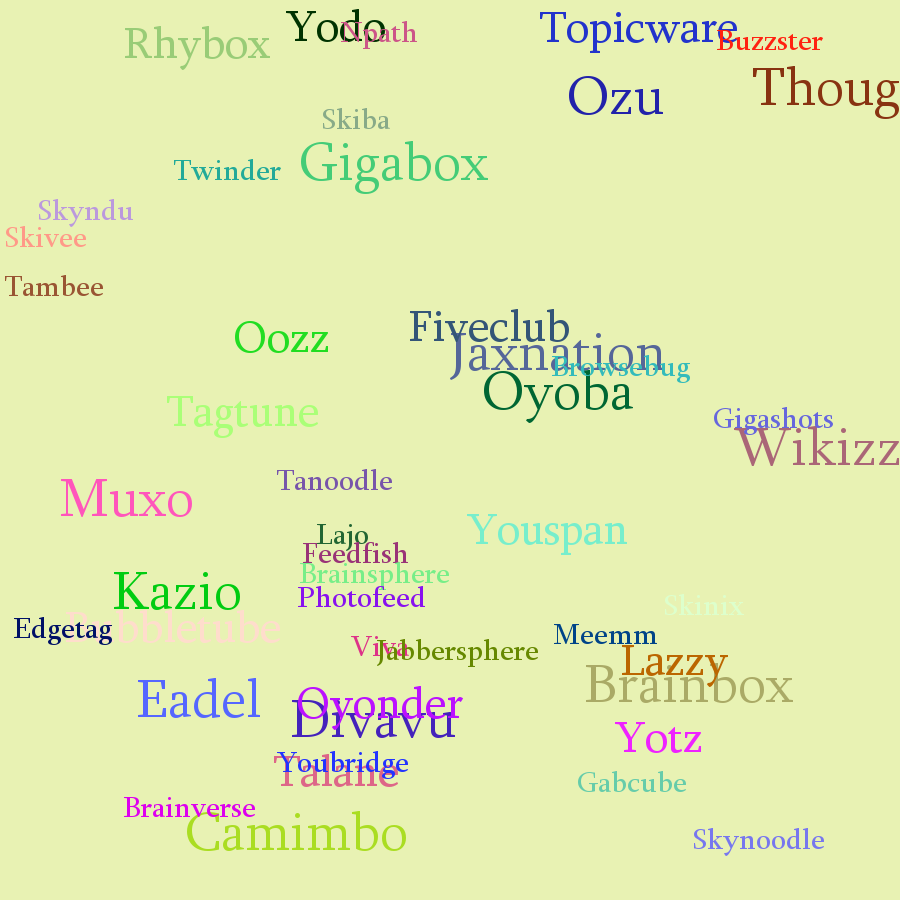 Yodo
Npath
Topicware
Buzzster
Rhybox
Thoug
Ozu
Skiba
Gigabox
Twinder
Skyndu
Skivee
Tambee
Fiveclub
Oozz
Jaxnation
Browsebug
Oyoba
Tagtune
Gigashots
Wikizz
Tanoodle
Muxo
Youspan
Lajo
Feedfish
Brainsphere
Kazio
Photofeed
Skinix
Edgetag
Meemm
Viva
Jabbersphere
Lazzy
Brainbox
Eadel
Oyonder
Divavu
Yotz
Youbridge
Talane
Gabcube
Brainverse
Camimbo
Skynoodle